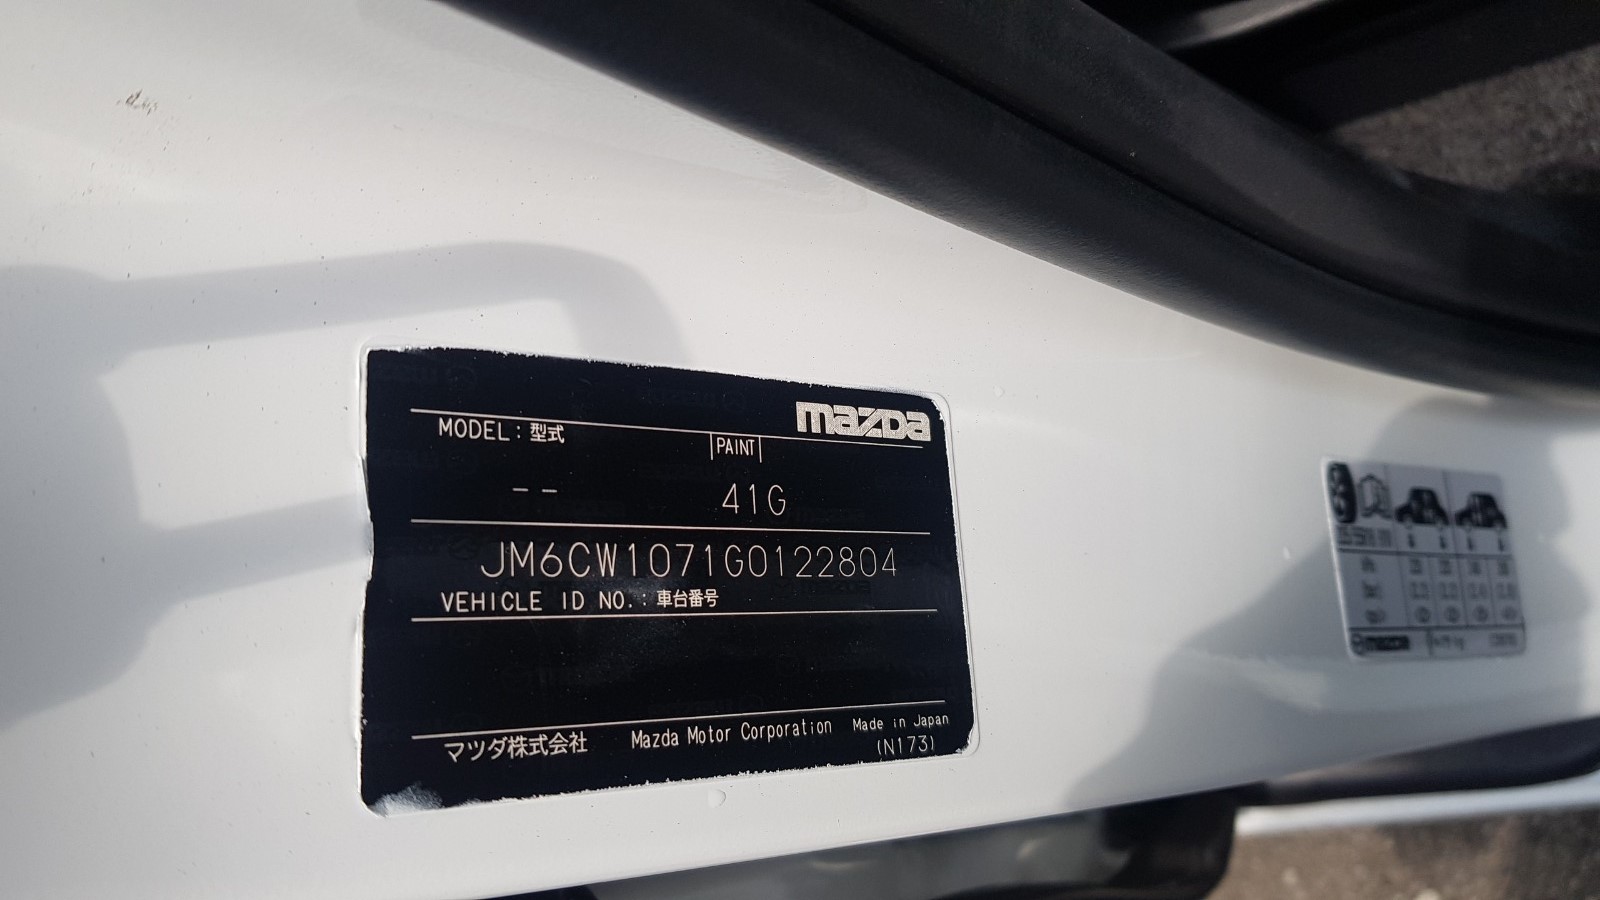 mazda
MODEL: 型式
PAINT
-- 41G
JM6CW1071G0122804
VEHICLE ID NO.: 車台番号
マツダ株式会社 Mazda Motor Corporation Made in Japan
(N173)
mazda